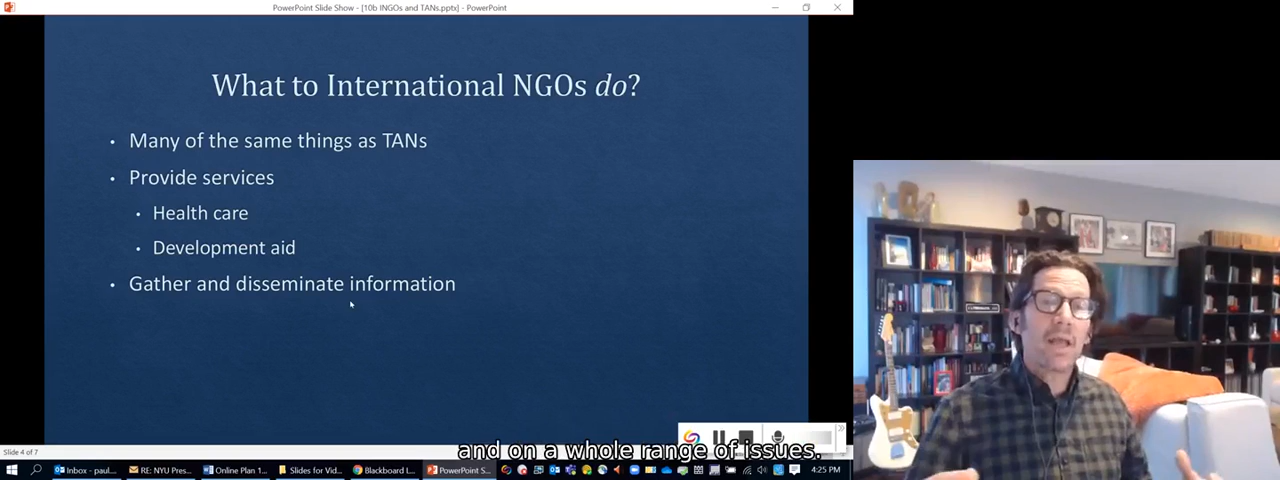 PowerPoint Slide Show - [10b INGOs and TANs.pptx] - PowerPoint
What to International NGOs do?
• Many of the same things as TANs
• Provide services
• Health care
• Development aid
• Gather and disseminate information
and on a whole range of issues.
Slide 4 of 7
Inbox - paul... RE: NYU Pres... Online Plan 1... Slides for Vid... Blackboard L... PowerPoint S... 4:25 PM